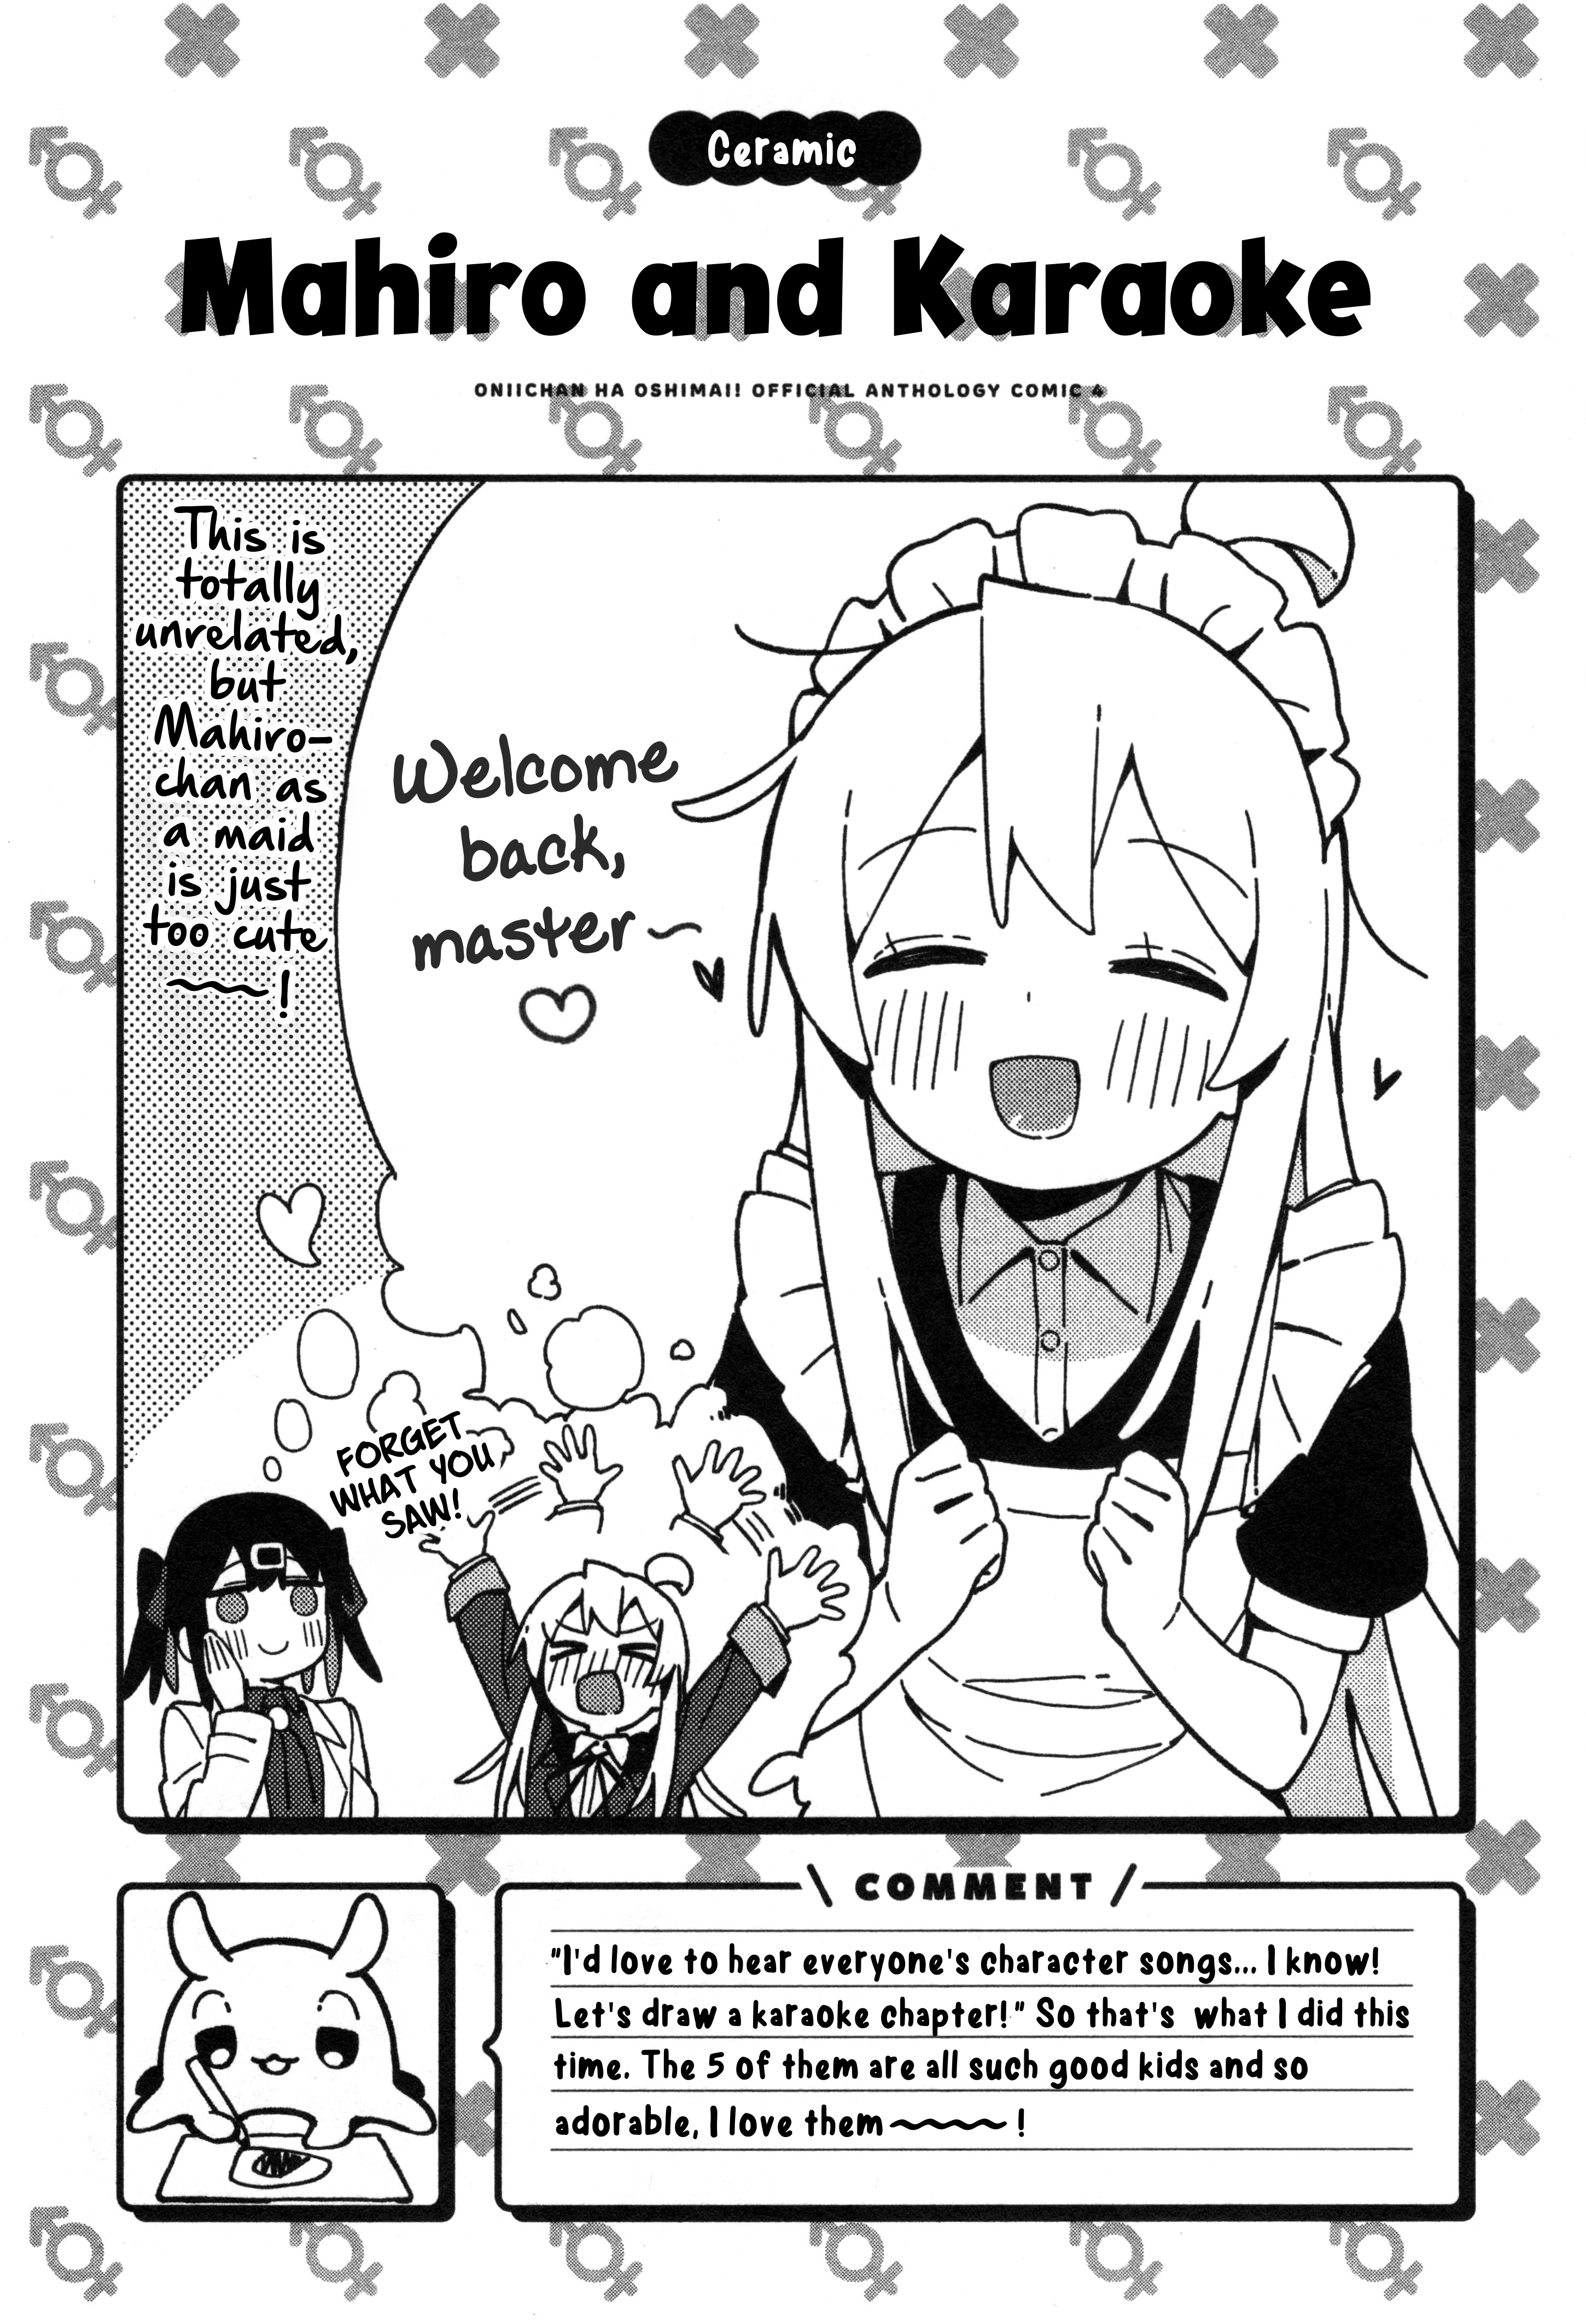 Ceramic
Mahiro and Karaoke
ONIICHAN HA OSHIMAI! OFFICIAL ANTHOLOGY COMIC 4
This is
totally
unrelated,
but
Mahiro-
chan as
a maid
is just
too cute
~~~!
Welcome
back,
master~
♡
FORGET
WHAT YOU
SAW!
\ COMMENT /
"I'd love to hear everyone's character songs... I know!
Let's draw a karaoke chapter!" So that's what I did this
time. The 5 of them are all such good kids and so
adorable, I love them~~~~!